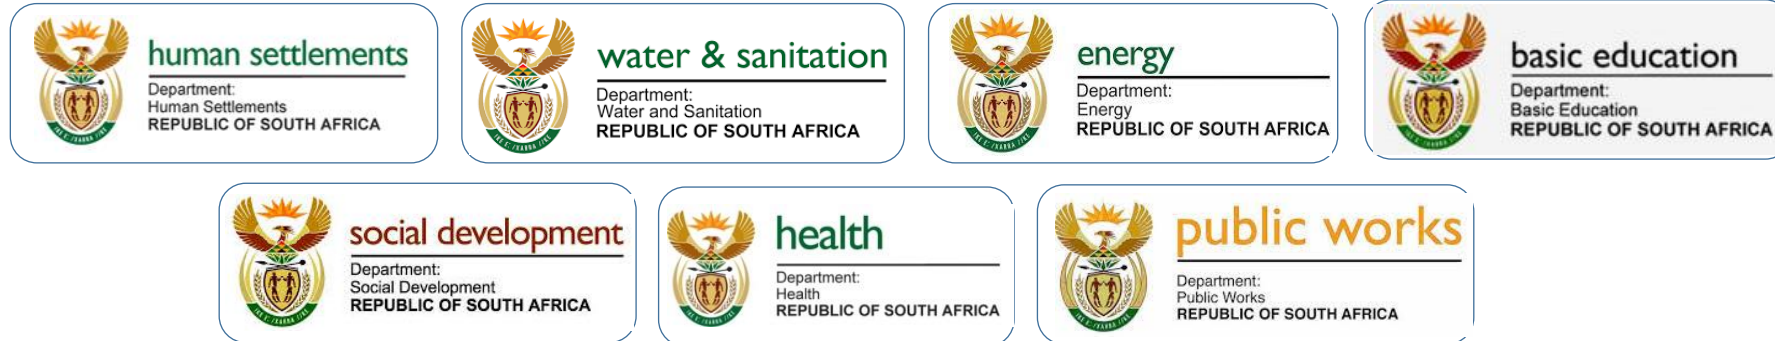 human settlements
Department:
Human Settlements
REPUBLIC OF SOUTH AFRICA
water & sanitation
Department:
Water and Sanitation
REPUBLIC OF SOUTH AFRICA
energy
Department:
Energy
REPUBLIC OF SOUTH AFRICA
basic education
Department:
Basic Education
REPUBLIC OF SOUTH AFRICA
social development
Department:
Social Development
REPUBLIC OF SOUTH AFRICA
health
Department:
Health
REPUBLIC OF SOUTH AFRICA
public works
Department:
Public Works
REPUBLIC OF SOUTH AFRICA